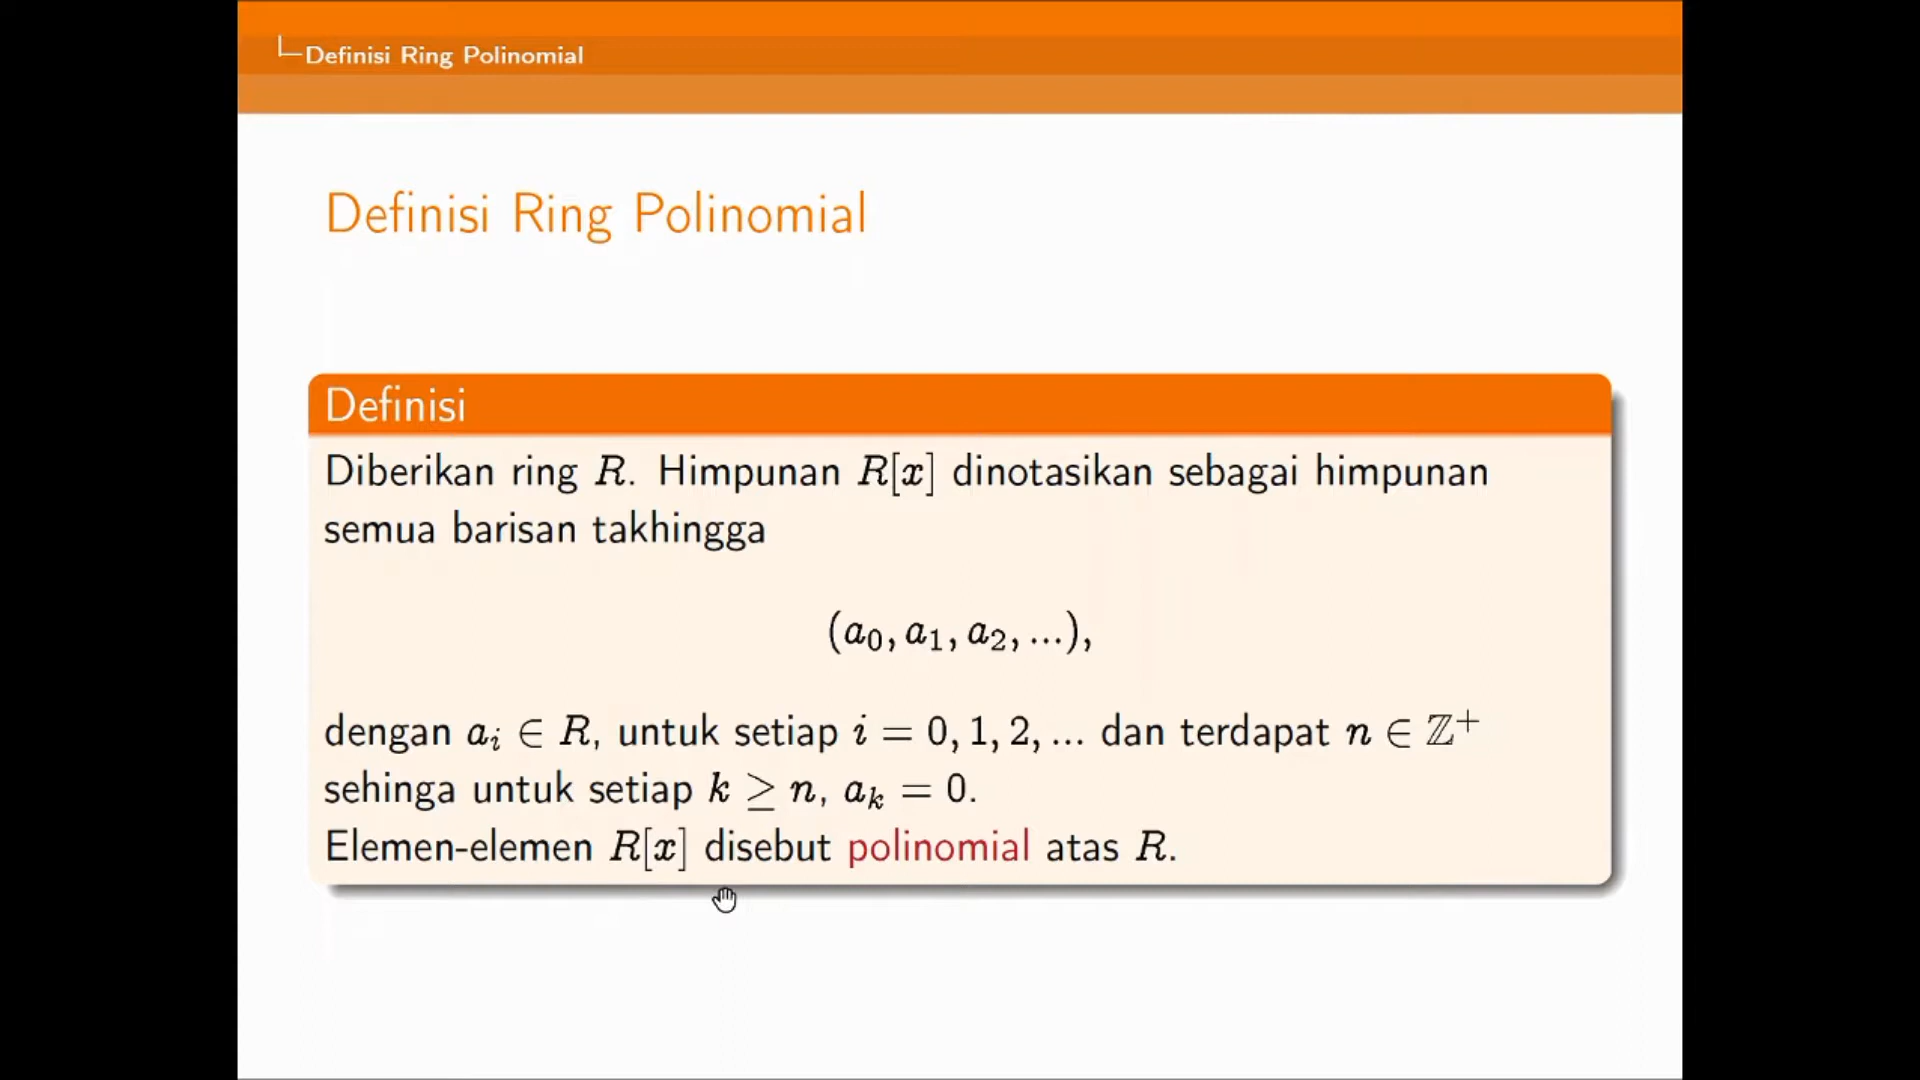 Definisi Ring Polinomial
Definisi Ring Polinomial
Definisi
Diberikan ring R. Himpunan R[x] dinotasikan sebagai himpunan
semua barisan takhingga
(a₀, a₁, a₂, ...),
dengan aᵢ ∈ R, untuk setiap i = 0, 1, 2, ... dan terdapat n ∈ ℤ⁺
sehinga untuk setiap k ≥ n, aₖ = 0.
Elemen-elemen R[x] disebut polinomial atas R.